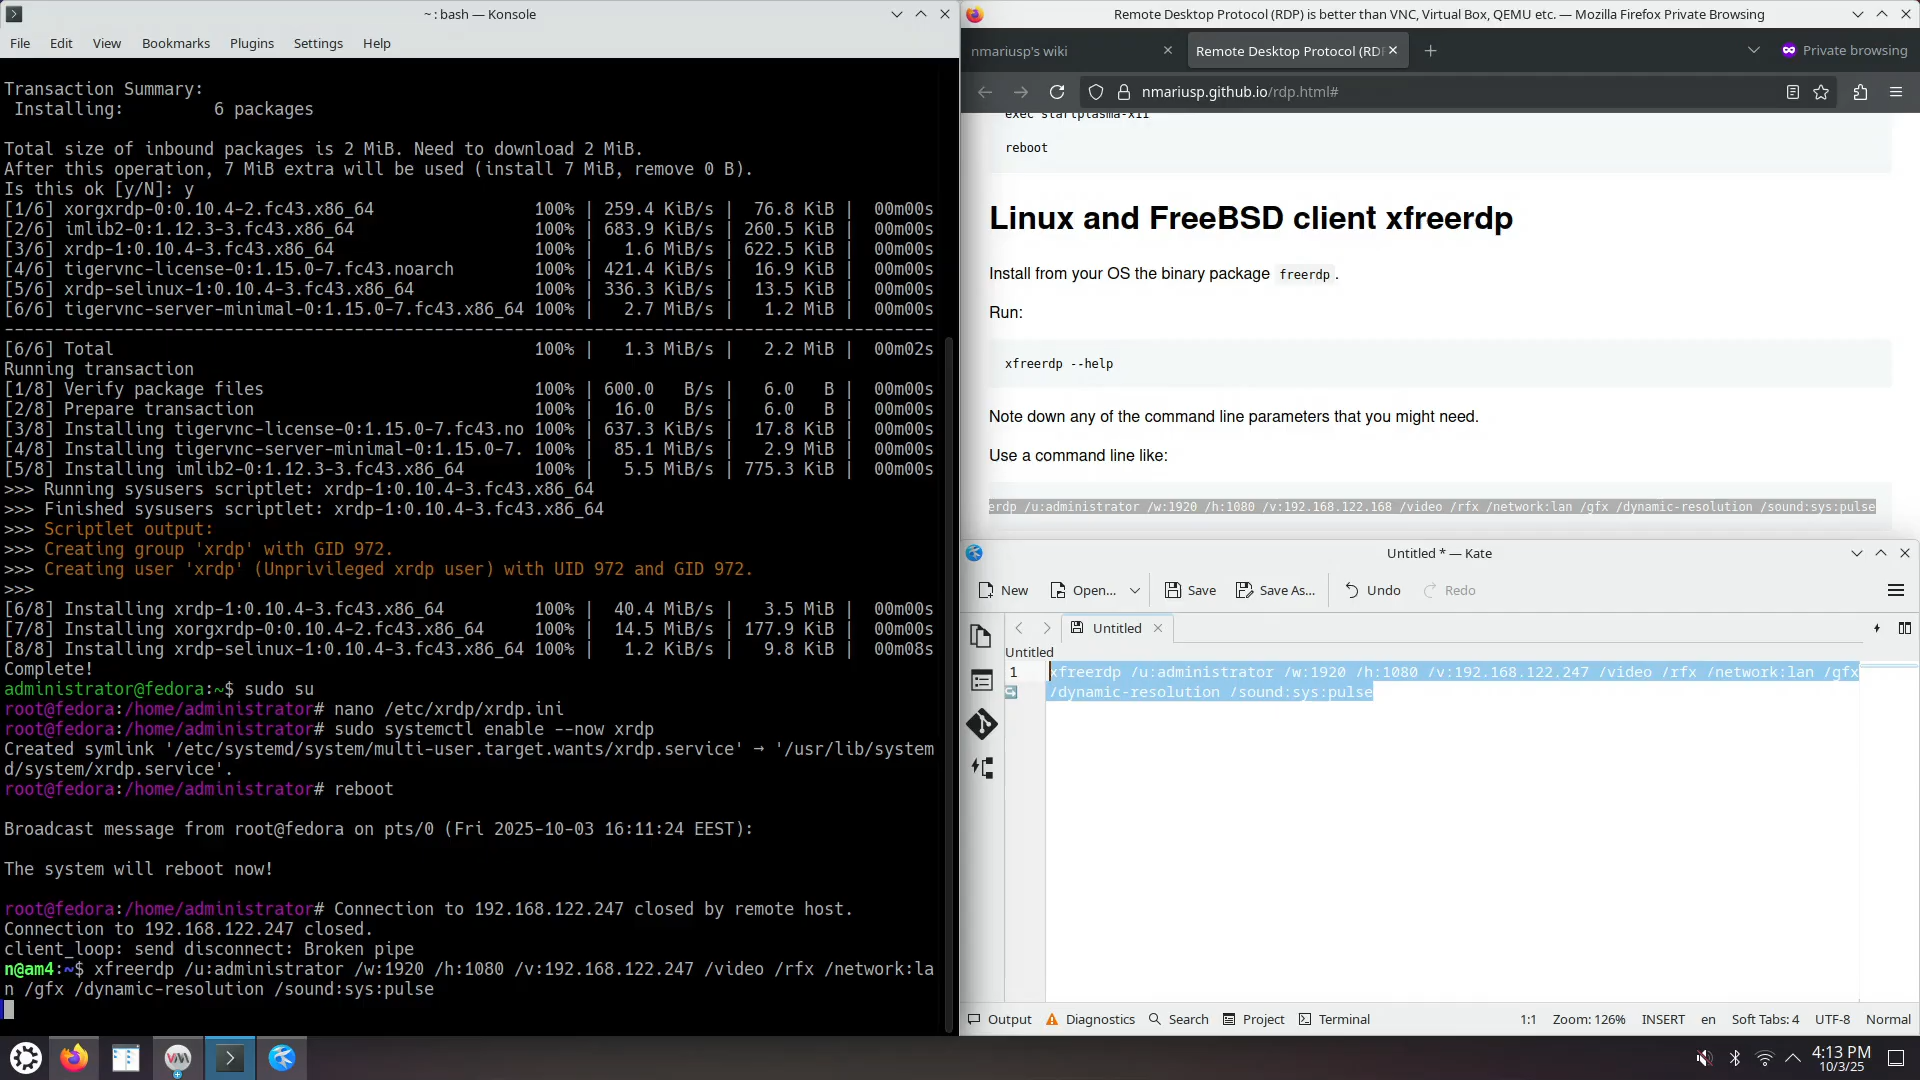 ~ : bash — Konsole
File Edit View Bookmarks Plugins Settings Help
Transaction Summary:
Installing: 6 packages
Total size of inbound packages is 2 MiB. Need to download 2 MiB.
After this operation, 7 MiB extra will be used (install 7 MiB, remove 0 B).
Is this ok [y/N]: y
[1/6] xorgxrdp-0:0.10.4-2.fc43.x86_64 100% | 259.4 KiB/s | 76.8 KiB | 00m00s
[2/6] imlib2-0:1.12.3-3.fc43.x86_64 100% | 683.9 KiB/s | 260.5 KiB | 00m00s
[3/6] xrdp-1:0.10.4-3.fc43.x86_64 100% | 1.6 MiB/s | 622.5 KiB | 00m00s
[4/6] tigervnc-license-0:1.15.0-7.fc43.noarch 100% | 421.4 KiB/s | 16.9 KiB | 00m00s
[5/6] xrdp-selinux-1:0.10.4-3.fc43.x86_64 100% | 336.3 KiB/s | 13.5 KiB | 00m00s
[6/6] tigervnc-server-minimal-0:1.15.0-7.fc43.x86_64 100% | 2.7 MiB/s | 1.2 MiB | 00m00s
---------------------------------------------------------------------------------------------
[6/6] Total 100% | 1.3 MiB/s | 2.2 MiB | 00m02s
Running transaction
[1/8] Verify package files 100% | 600.0 B/s | 6.0 B | 00m00s
[2/8] Prepare transaction 100% | 16.0 B/s | 6.0 B | 00m00s
[3/8] Installing tigervnc-license-0:1.15.0-7.fc43.no 100% | 637.3 KiB/s | 17.8 KiB | 00m00s
[4/8] Installing tigervnc-server-minimal-0:1.15.0-7. 100% | 85.1 MiB/s | 2.9 MiB | 00m00s
[5/8] Installing imlib2-0:1.12.3-3.fc43.x86_64 100% | 5.5 MiB/s | 775.3 KiB | 00m00s
>>> Running sysusers scriptlet: xrdp-1:0.10.4-3.fc43.x86_64
>>> Finished sysusers scriptlet: xrdp-1:0.10.4-3.fc43.x86_64
>>> Scriptlet output:
>>> Creating group 'xrdp' with GID 972.
>>> Creating user 'xrdp' (Unprivileged xrdp user) with UID 972 and GID 972.
>>>
[6/8] Installing xrdp-1:0.10.4-3.fc43.x86_64 100% | 40.4 MiB/s | 3.5 MiB | 00m00s
[7/8] Installing xorgxrdp-0:0.10.4-2.fc43.x86_64 100% | 14.5 MiB/s | 177.9 KiB | 00m00s
[8/8] Installing xrdp-selinux-1:0.10.4-3.fc43.x86_64 100% | 1.2 KiB/s | 9.8 KiB | 00m08s
Complete!
administrator@fedora:~$ sudo su
root@fedora:/home/administrator# nano /etc/xrdp/xrdp.ini
root@fedora:/home/administrator# sudo systemctl enable --now xrdp
Created symlink '/etc/systemd/system/multi-user.target.wants/xrdp.service' → '/usr/lib/system
d/system/xrdp.service'.
root@fedora:/home/administrator# reboot
Broadcast message from root@fedora on pts/0 (Fri 2025-10-03 16:11:24 EEST):
The system will reboot now!
root@fedora:/home/administrator# Connection to 192.168.122.247 closed by remote host.
Connection to 192.168.122.247 closed.
client_loop: send disconnect: Broken pipe
n@am4:~$ xfreerdp /u:administrator /w:1920 /h:1080 /v:192.168.122.247 /video /rfx /network:la
n /gfx /dynamic-resolution /sound:sys:pulse
Remote Desktop Protocol (RDP) is better than VNC, Virtual Box, QEMU etc. — Mozilla Firefox Private Browsing
nmariusp's wiki
Remote Desktop Protocol (RD
Private browsing
nmariusp.github.io/rdp.html#
exec startplasma-x11
reboot
Linux and FreeBSD client xfreerdp
Install from your OS the binary package freerdp.
Run:
xfreerdp --help
Note down any of the command line parameters that you might need.
Use a command line like:
erdp /u:administrator /w:1920 /h:1080 /v:192.168.122.168 /video /rfx /network:lan /gfx /dynamic-resolution /sound:sys:pulse
Untitled * — Kate
New Open... Save Save As... Undo Redo
Untitled
Untitled
1 xfreerdp /u:administrator /w:1920 /h:1080 /v:192.168.122.247 /video /rfx /network:lan /gfx
/dynamic-resolution /sound:sys:pulse
Output Diagnostics Search Project Terminal 1:1 Zoom: 126% INSERT en Soft Tabs: 4 UTF-8 Normal
4:13 PM
10/3/25